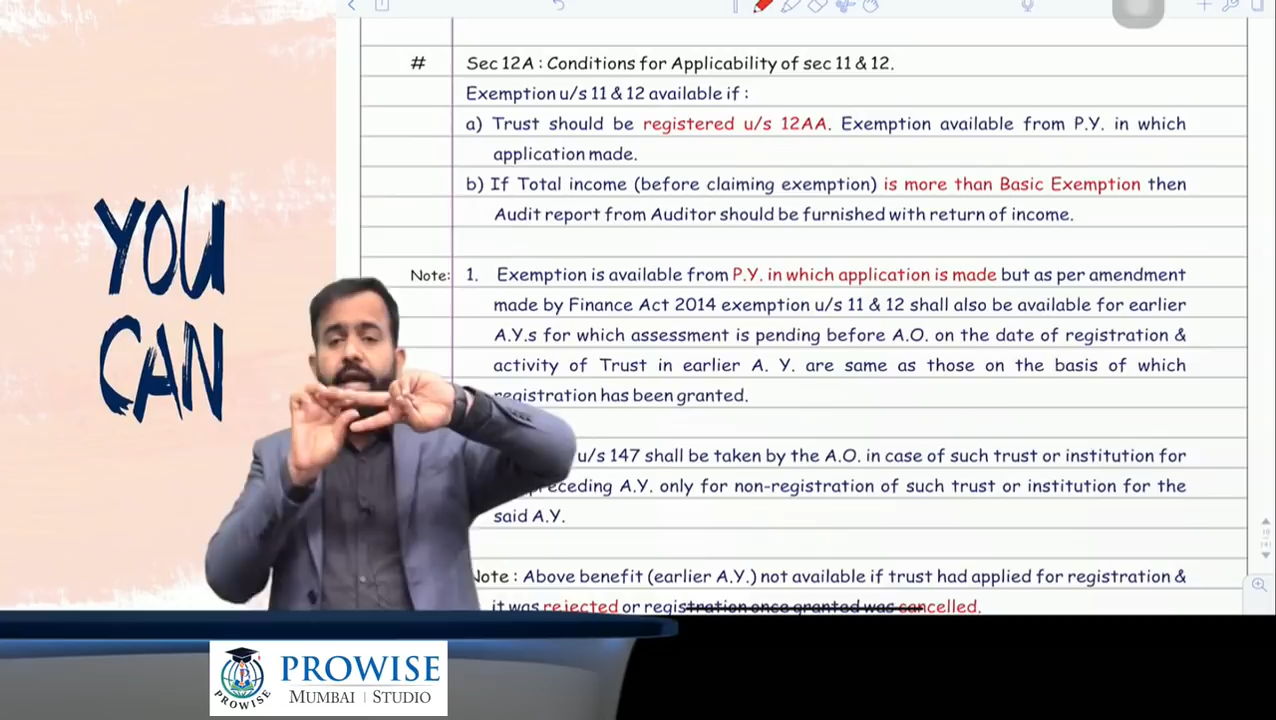 YOU
CAN
# Sec 12A : Conditions for Applicability of sec 11 & 12.
Exemption u/s 11 & 12 available if :
a) Trust should be registered u/s 12AA. Exemption available from P.Y. in which
application made.
b) If Total income (before claiming exemption) is more than Basic Exemption then
Audit report from Auditor should be furnished with return of income.
Note: 1. Exemption is available from P.Y. in which application is made but as per amendment
made by Finance Act 2014 exemption u/s 11 & 12 shall also be available for earlier
A.Y.s for which assessment is pending before A.O. on the date of registration &
activity of Trust in earlier A. Y. are same as those on the basis of which
registration has been granted.
u/s 147 shall be taken by the A.O. in case of such trust or institution for
A.Y. only for non-registration of such trust or institution for the
said A.Y.
Note : Above benefit (earlier A.Y.) not available if trust had applied for registration &
it was rejected or registration once granted was cancelled.
PROWISE
PROWISE
MUMBAI | STUDIO